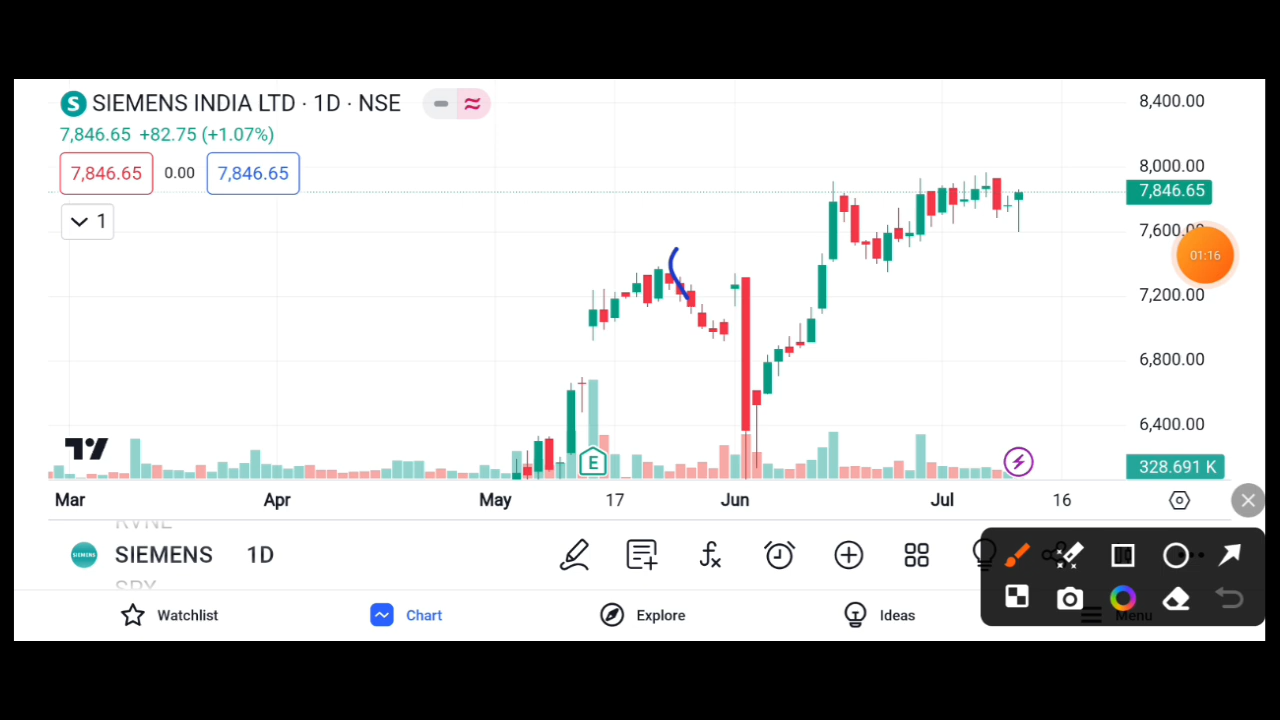 SIEMENS INDIA LTD · 1D · NSE
7,846.65 +82.75 (+1.07%)
7,846.65 0.00 7,846.65
1
8,400.00
8,000.00
7,846.65
7,600.00
01:16
7,200.00
6,800.00
6,400.00
328.691 K
E
Mar Apr May 17 Jun Jul 16
RVNL
SIEMENS 1D
SPX
Watchlist Chart Explore Ideas Menu